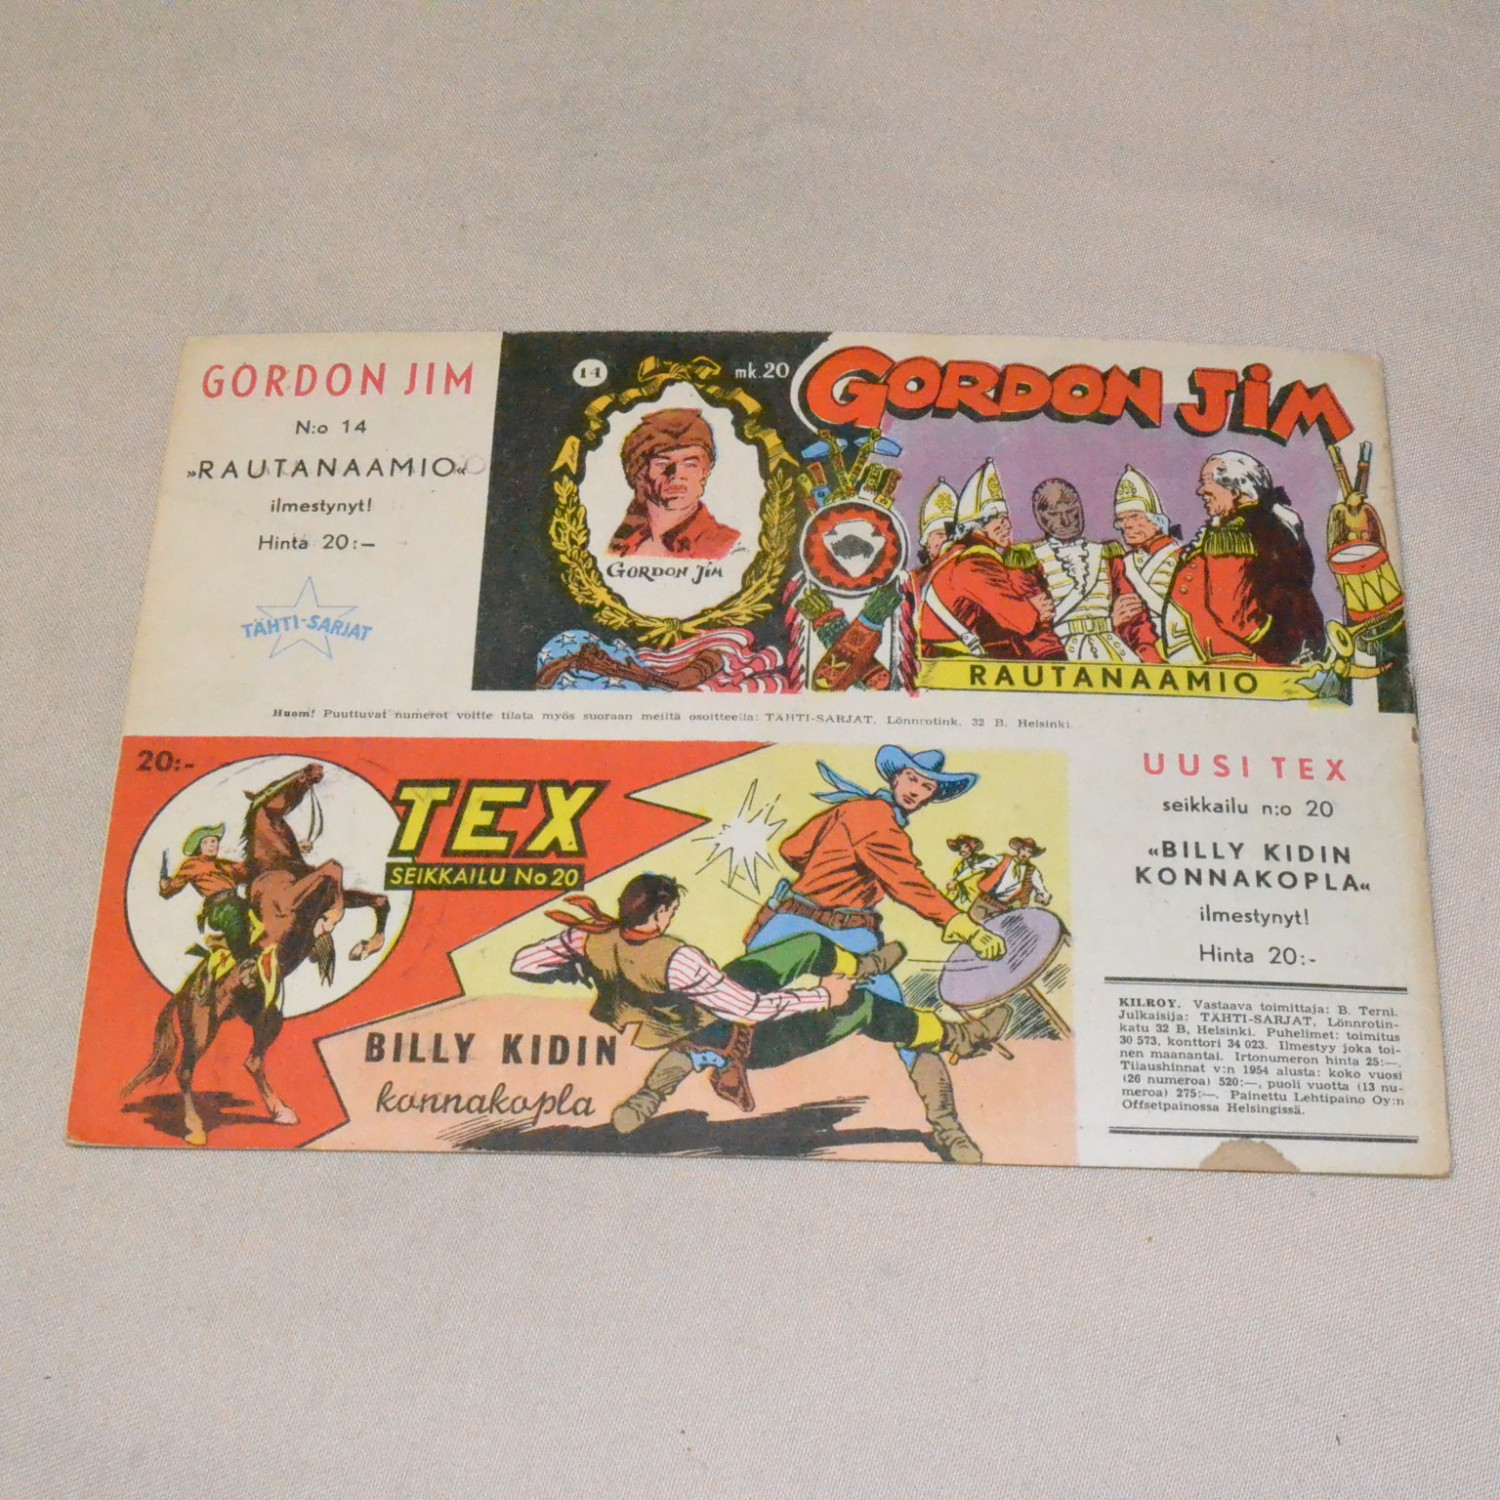 GORDON JIM
N:o 14
»RAUTANAAMIO«
ilmestynyt!
Hinta 20:—
TÄHTI-SARJAT
14
mk.20
GORDON JIM
GORDON JIM
RAUTANAAMIO
Huom! Puuttuvat numerot voitte tilata myös suoraan meiltä osoitteella: TÄHTI-SARJAT, Lönnrotink. 32 B. Helsinki.
20:-
TEX
SEIKKAILU No 20
BILLY KIDIN
konnakopla
UUSI TEX
seikkailu n:o 20
«BILLY KIDIN
KONNAKOPLA«
ilmestynyt!
Hinta 20:-
KILROY. Vastaava toimittaja: B. Terni.
Julkaisija: TÄHTI-SARJAT, Lönnrotin-
katu 32 B, Helsinki. Puhelimet: toimitus
30 573, konttori 34 023. Ilmestyy joka toi-
nen maanantai. Irtonumeron hinta 25:—.
Tilaushinnat v:n 1954 alusta: koko vuosi
(26 numeroa) 520:—, puoli vuotta (13 nu-
meroa) 275:—. Painettu Lehtipaino Oy:n
Offsetpainossa Helsingissä.